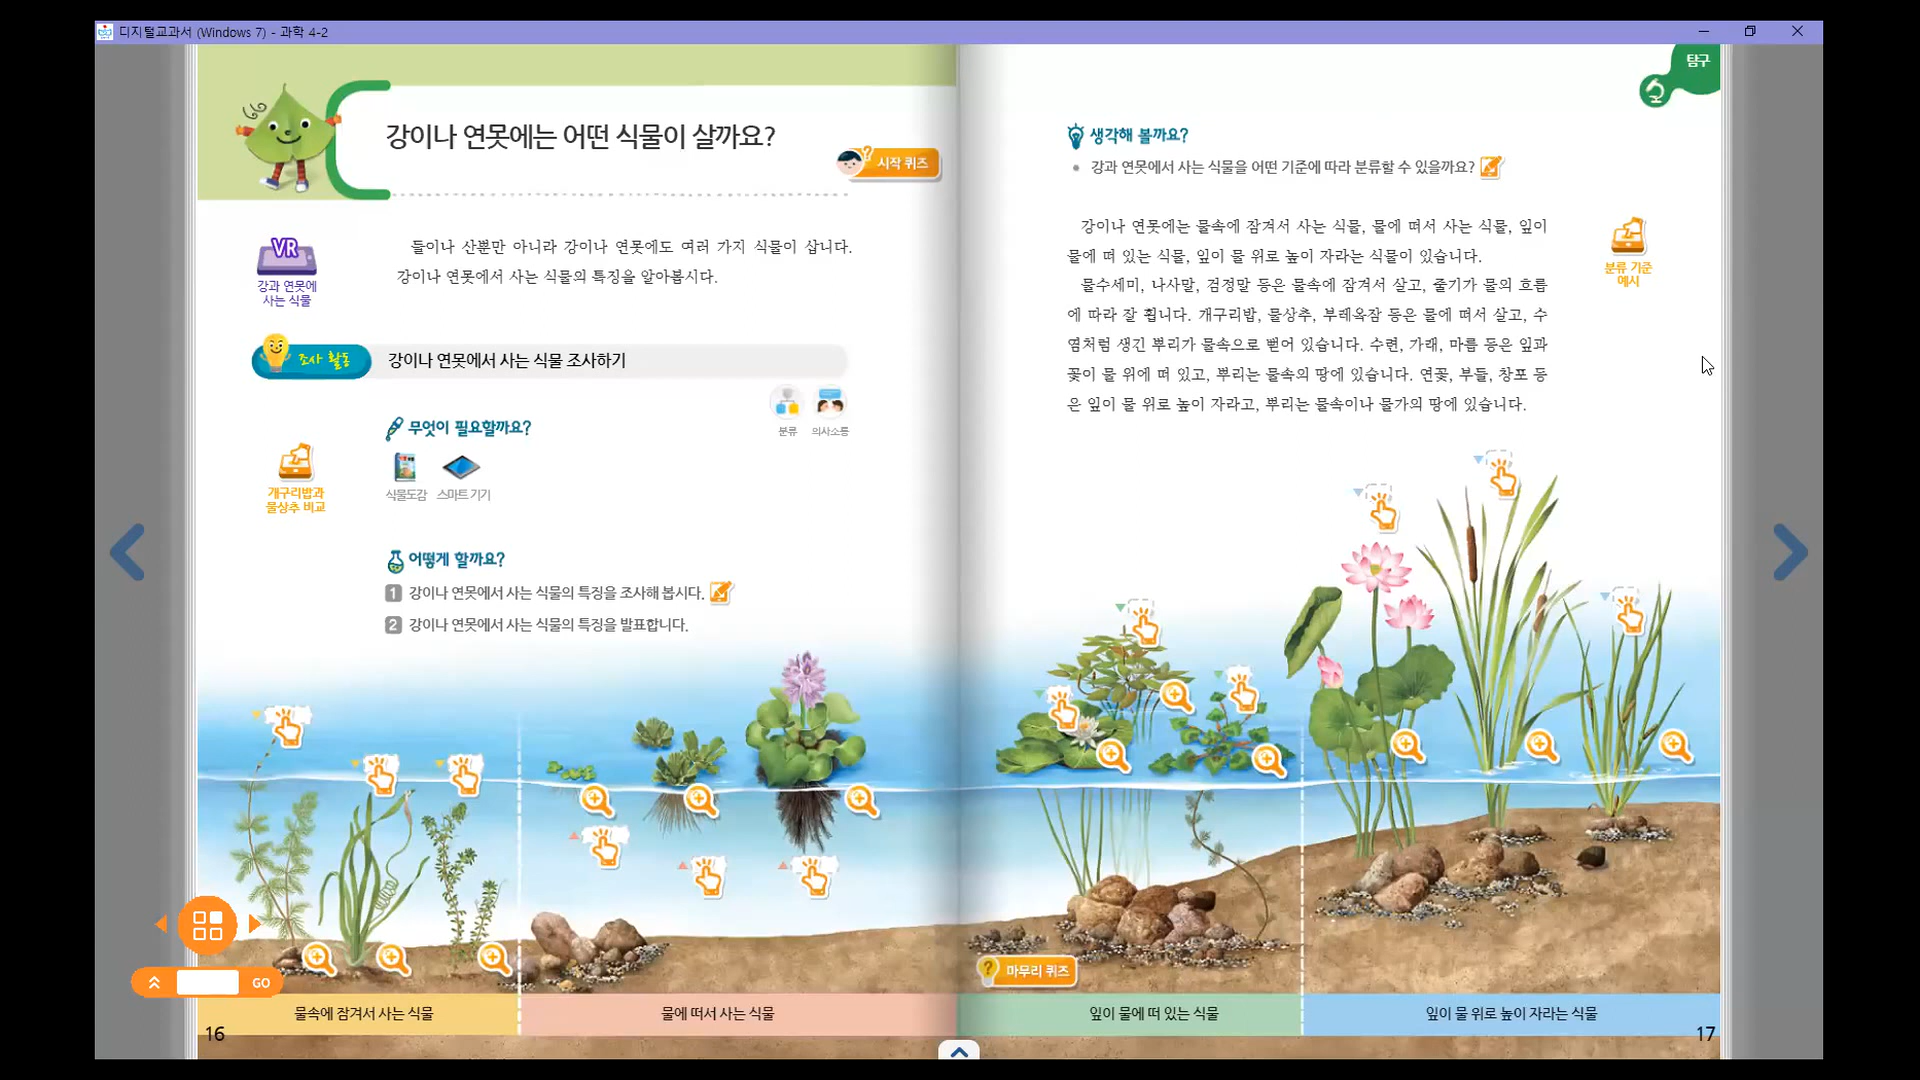 디지털교과서 (Windows 7) - 과학 4-2
강이나 연못에는 어떤 식물이 살까요?
시작 퀴즈
VR
강과 연못에
사는 식물
들이나 산뿐만 아니라 강이나 연못에도 여러 가지 식물이 삽니다.
강이나 연못에서 사는 식물의 특징을 알아봅시다.
조사 활동
강이나 연못에서 사는 식물 조사하기
분류
의사소통
무엇이 필요할까요?
개구리밥과
물상추 비교
식물도감
스마트 기기
어떻게 할까요?
1 강이나 연못에서 사는 식물의 특징을 조사해 봅시다.
2 강이나 연못에서 사는 식물의 특징을 발표합니다.
GO
물속에 잠겨서 사는 식물
물에 떠서 사는 식물
16
탐구
생각해 볼까요?
• 강과 연못에서 사는 식물을 어떤 기준에 따라 분류할 수 있을까요?
강이나 연못에는 물속에 잠겨서 사는 식물, 물에 떠서 사는 식물, 잎이
물에 떠 있는 식물, 잎이 물 위로 높이 자라는 식물이 있습니다.
물수세미, 나사말, 검정말 등은 물속에 잠겨서 살고, 줄기가 물의 흐름
에 따라 잘 휩니다. 개구리밥, 물상추, 부레옥잠 등은 물에 떠서 살고, 수
염처럼 생긴 뿌리가 물속으로 뻗어 있습니다. 수련, 가래, 마름 등은 잎과
꽃이 물 위에 떠 있고, 뿌리는 물속의 땅에 있습니다. 연꽃, 부들, 창포 등
은 잎이 물 위로 높이 자라고, 뿌리는 물속이나 물가의 땅에 있습니다.
분류 기준
예시
마무리 퀴즈
잎이 물에 떠 있는 식물
잎이 물 위로 높이 자라는 식물
17